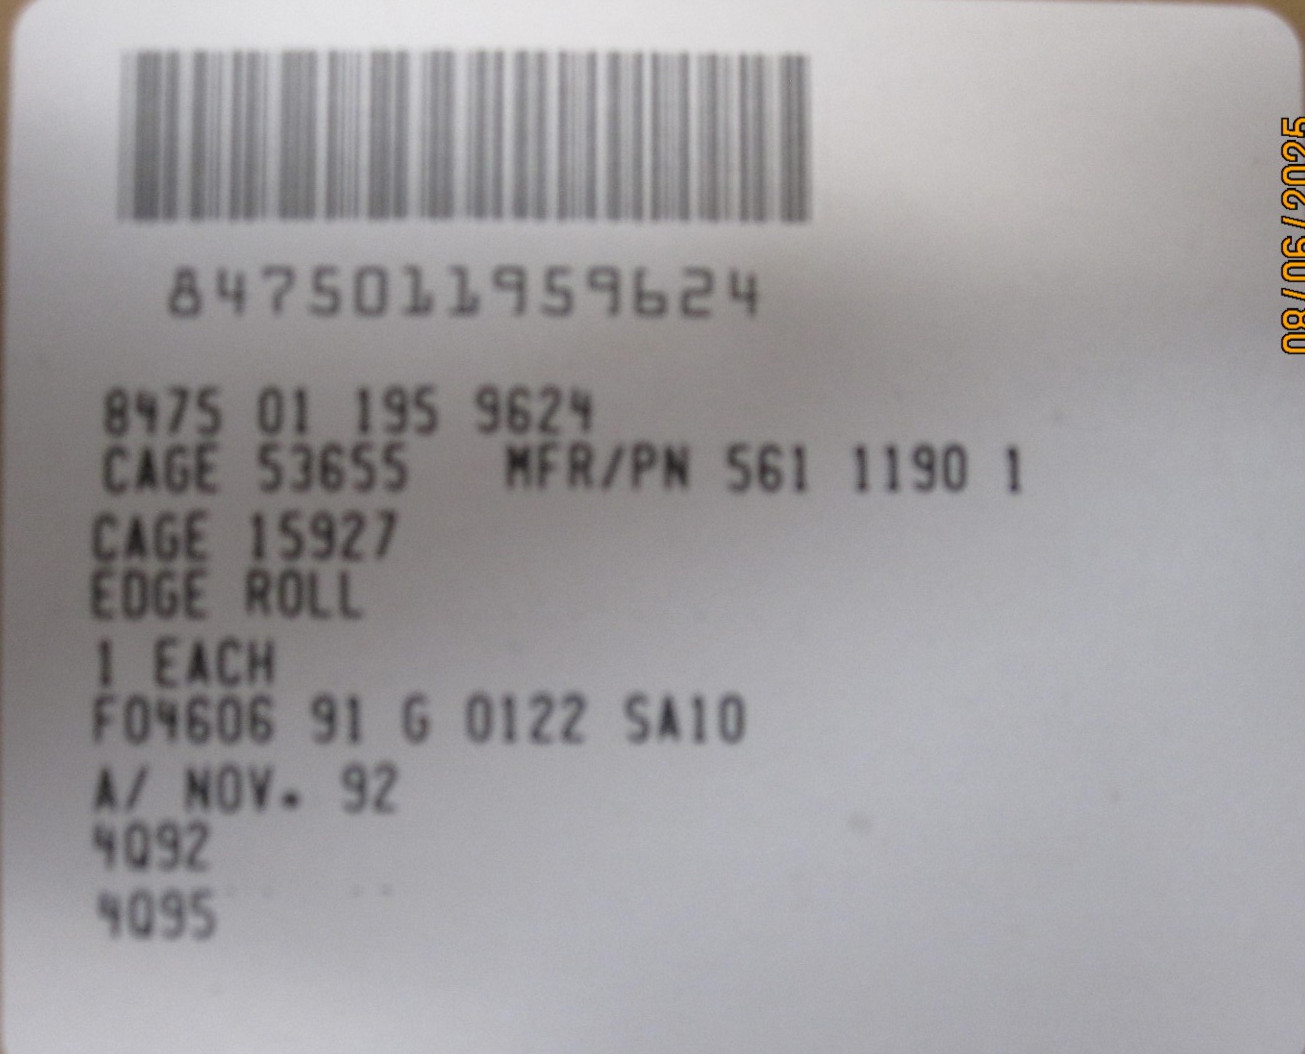 8475011959624
8475 01 195 9624
CAGE 53655 MFR/PN 561 1190 1
CAGE 15927
EDGE ROLL
1 EACH
F04606 91 G 0122 SA10
A/ NOV. 92
4Q92
4Q95
08/06/2025